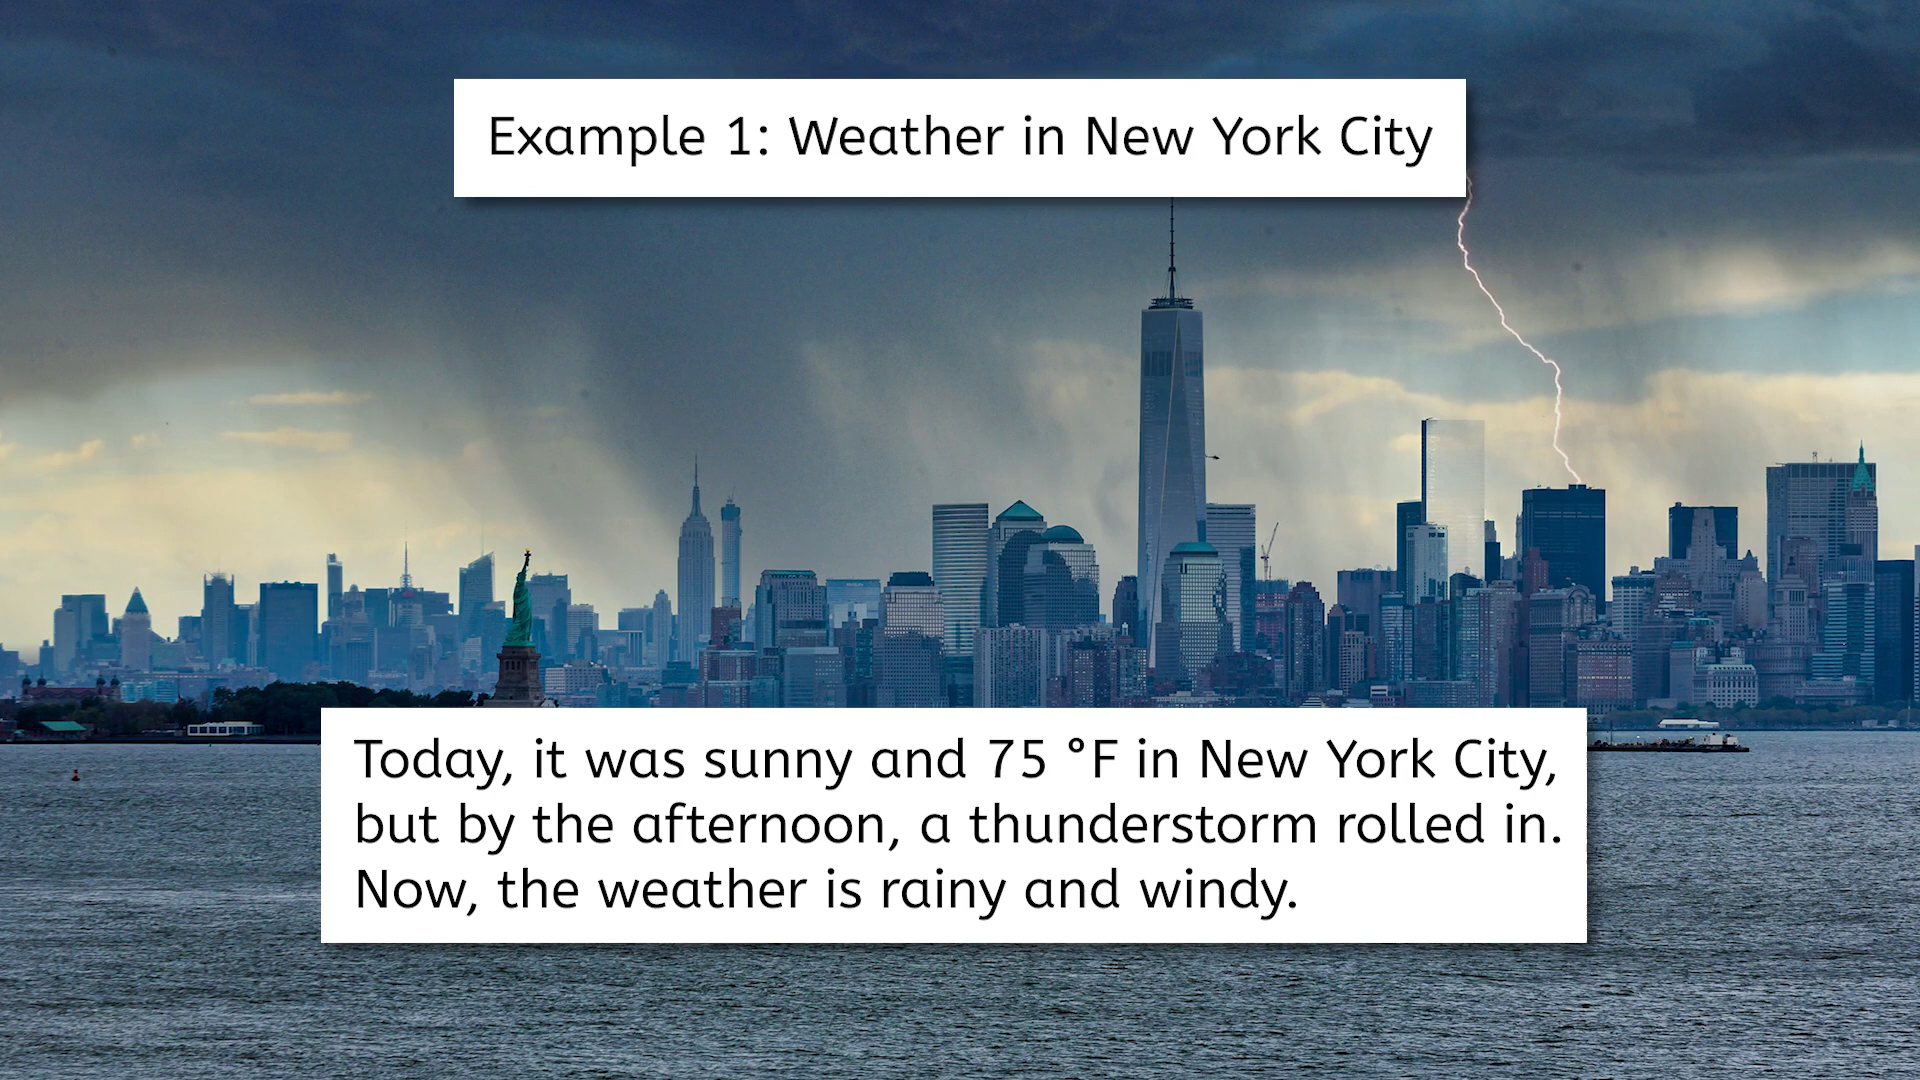 Example 1: Weather in New York City
Today, it was sunny and 75 °F in New York City,
but by the afternoon, a thunderstorm rolled in.
Now, the weather is rainy and windy.